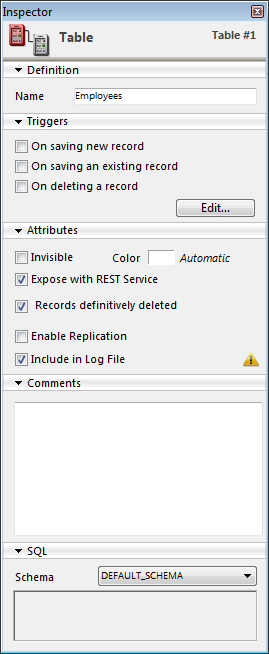 Inspector
Table
Table #1
Definition
Name Employees
Triggers
On saving new record
On saving an existing record
On deleting a record
Edit...
Attributes
Invisible Color Automatic
Expose with REST Service
Records definitively deleted
Enable Replication
Include in Log File
Comments
SQL
Schema DEFAULT_SCHEMA